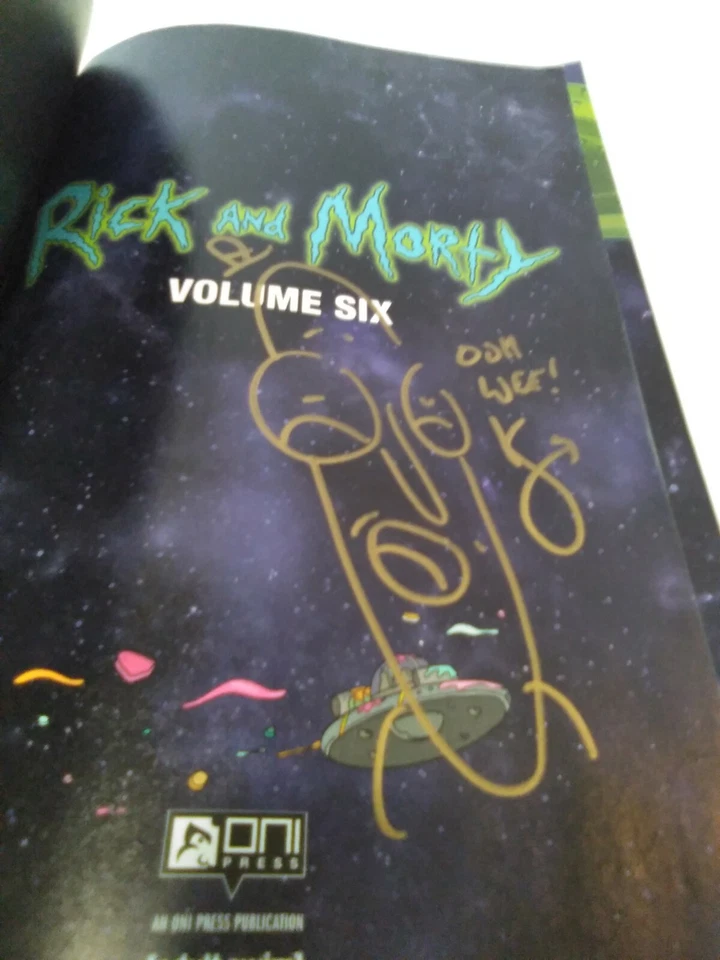 Rick AND Morty
VOLUME SIX
OOH
WEE!
ONI
PRESS
AN ONI PRESS PUBLICATION